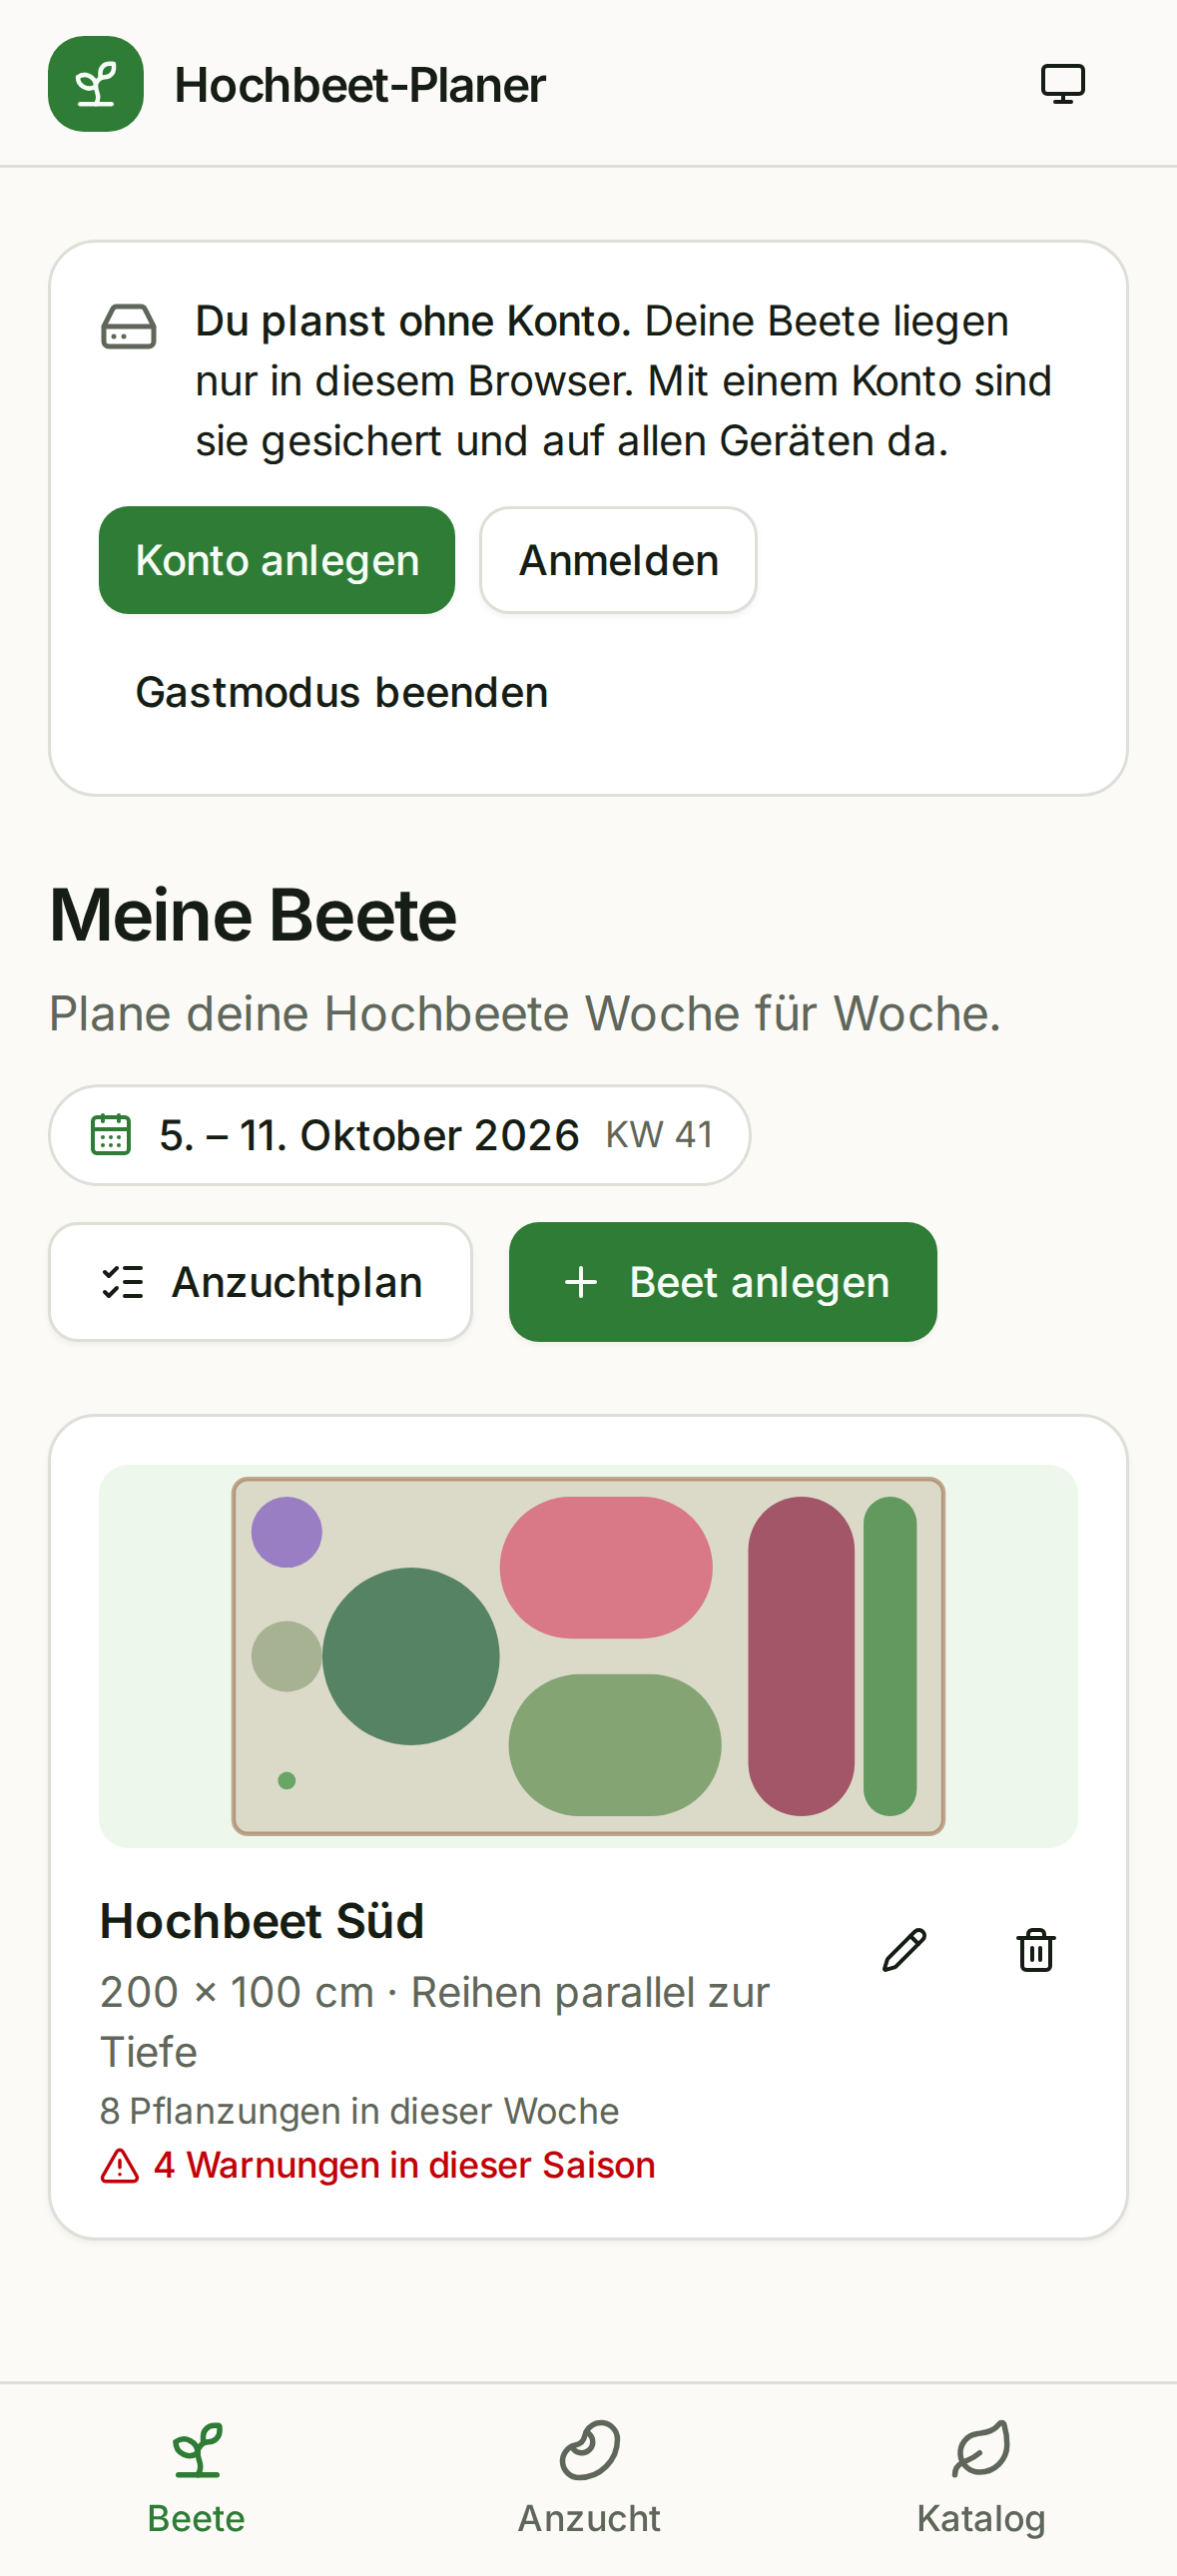 Hochbeet-Planer
Du planst ohne Konto. Deine Beete liegen
nur in diesem Browser. Mit einem Konto sind
sie gesichert und auf allen Geräten da.
Konto anlegen
Anmelden
Gastmodus beenden
Meine Beete
Plane deine Hochbeete Woche für Woche.
5. – 11. Oktober 2026 KW 41
Anzuchtplan
Beet anlegen
Hochbeet Süd
200 × 100 cm · Reihen parallel zur
Tiefe
8 Pflanzungen in dieser Woche
4 Warnungen in dieser Saison
Beete
Anzucht
Katalog